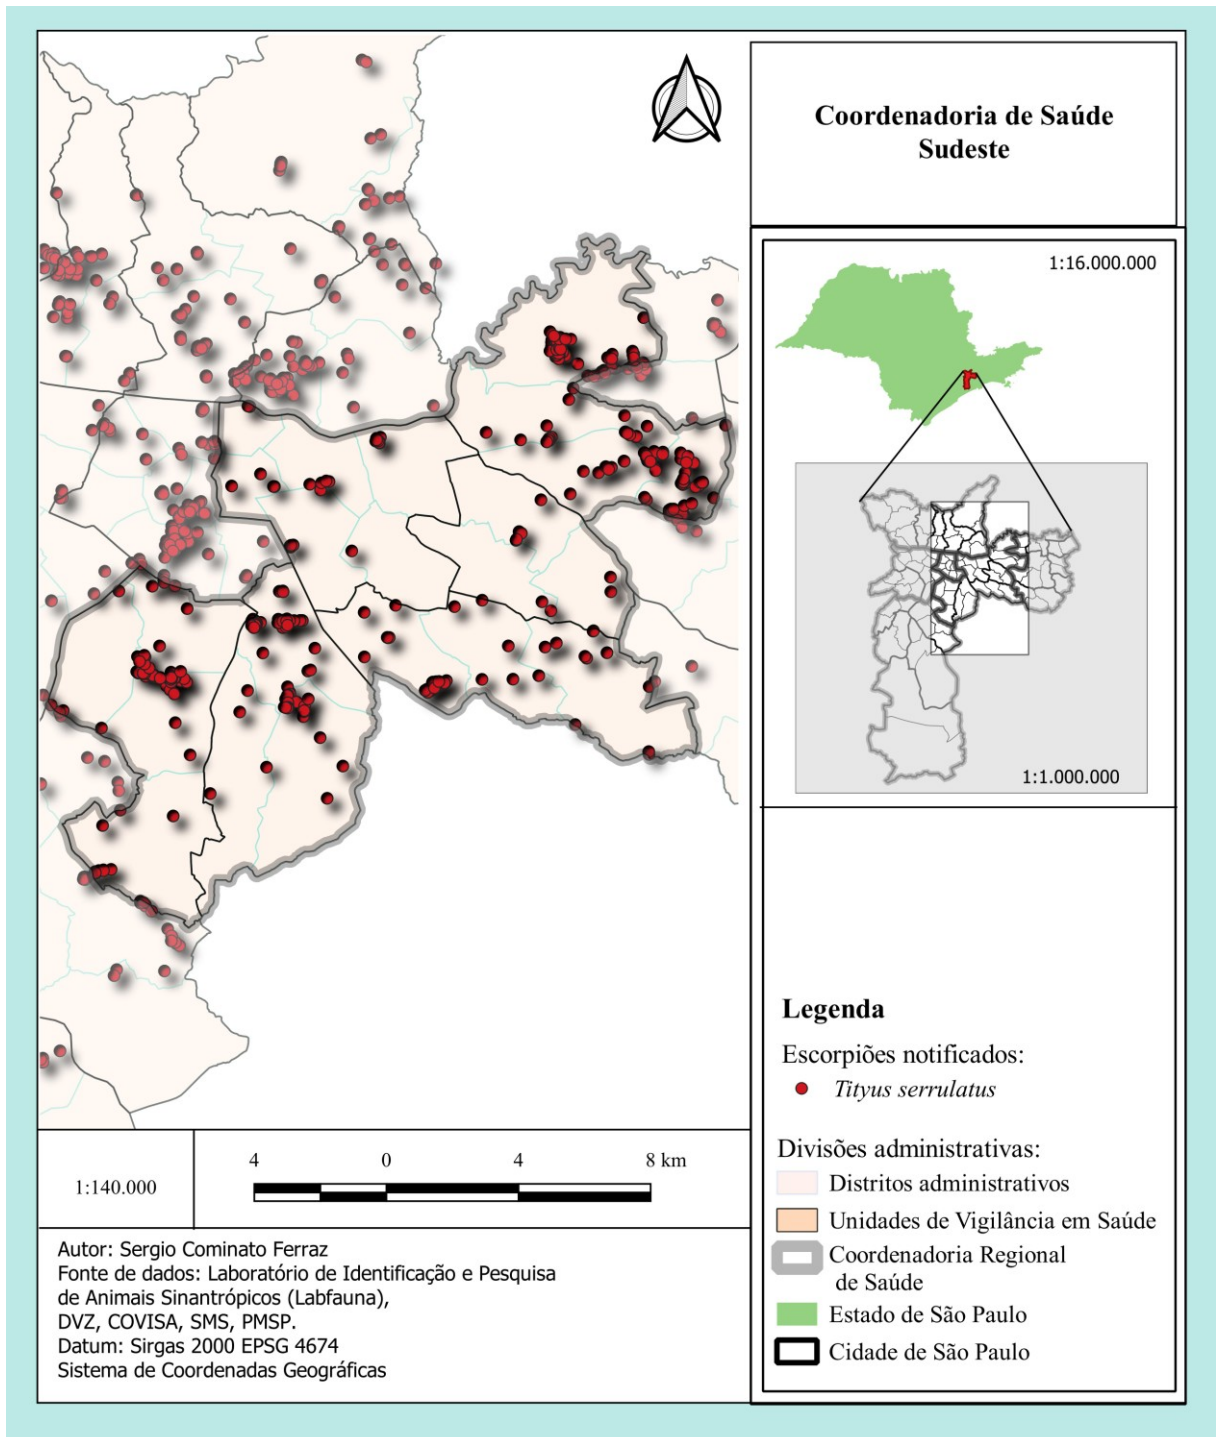 Coordenadoria de Saúde
Sudeste
1:16.000.000
1:1.000.000
Legenda
Escorpiões notificados:
Tityus serrulatus
Divisões administrativas:
Distritos administrativos
Unidades de Vigilância em Saúde
Coordenadoria Regional
de Saúde
Estado de São Paulo
Cidade de São Paulo
1:140.000
4 0 4 8 km
Autor: Sergio Cominato Ferraz
Fonte de dados: Laboratório de Identificação e Pesquisa
de Animais Sinantrópicos (Labfauna),
DVZ, COVISA, SMS, PMSP.
Datum: Sirgas 2000 EPSG 4674
Sistema de Coordenadas Geográficas